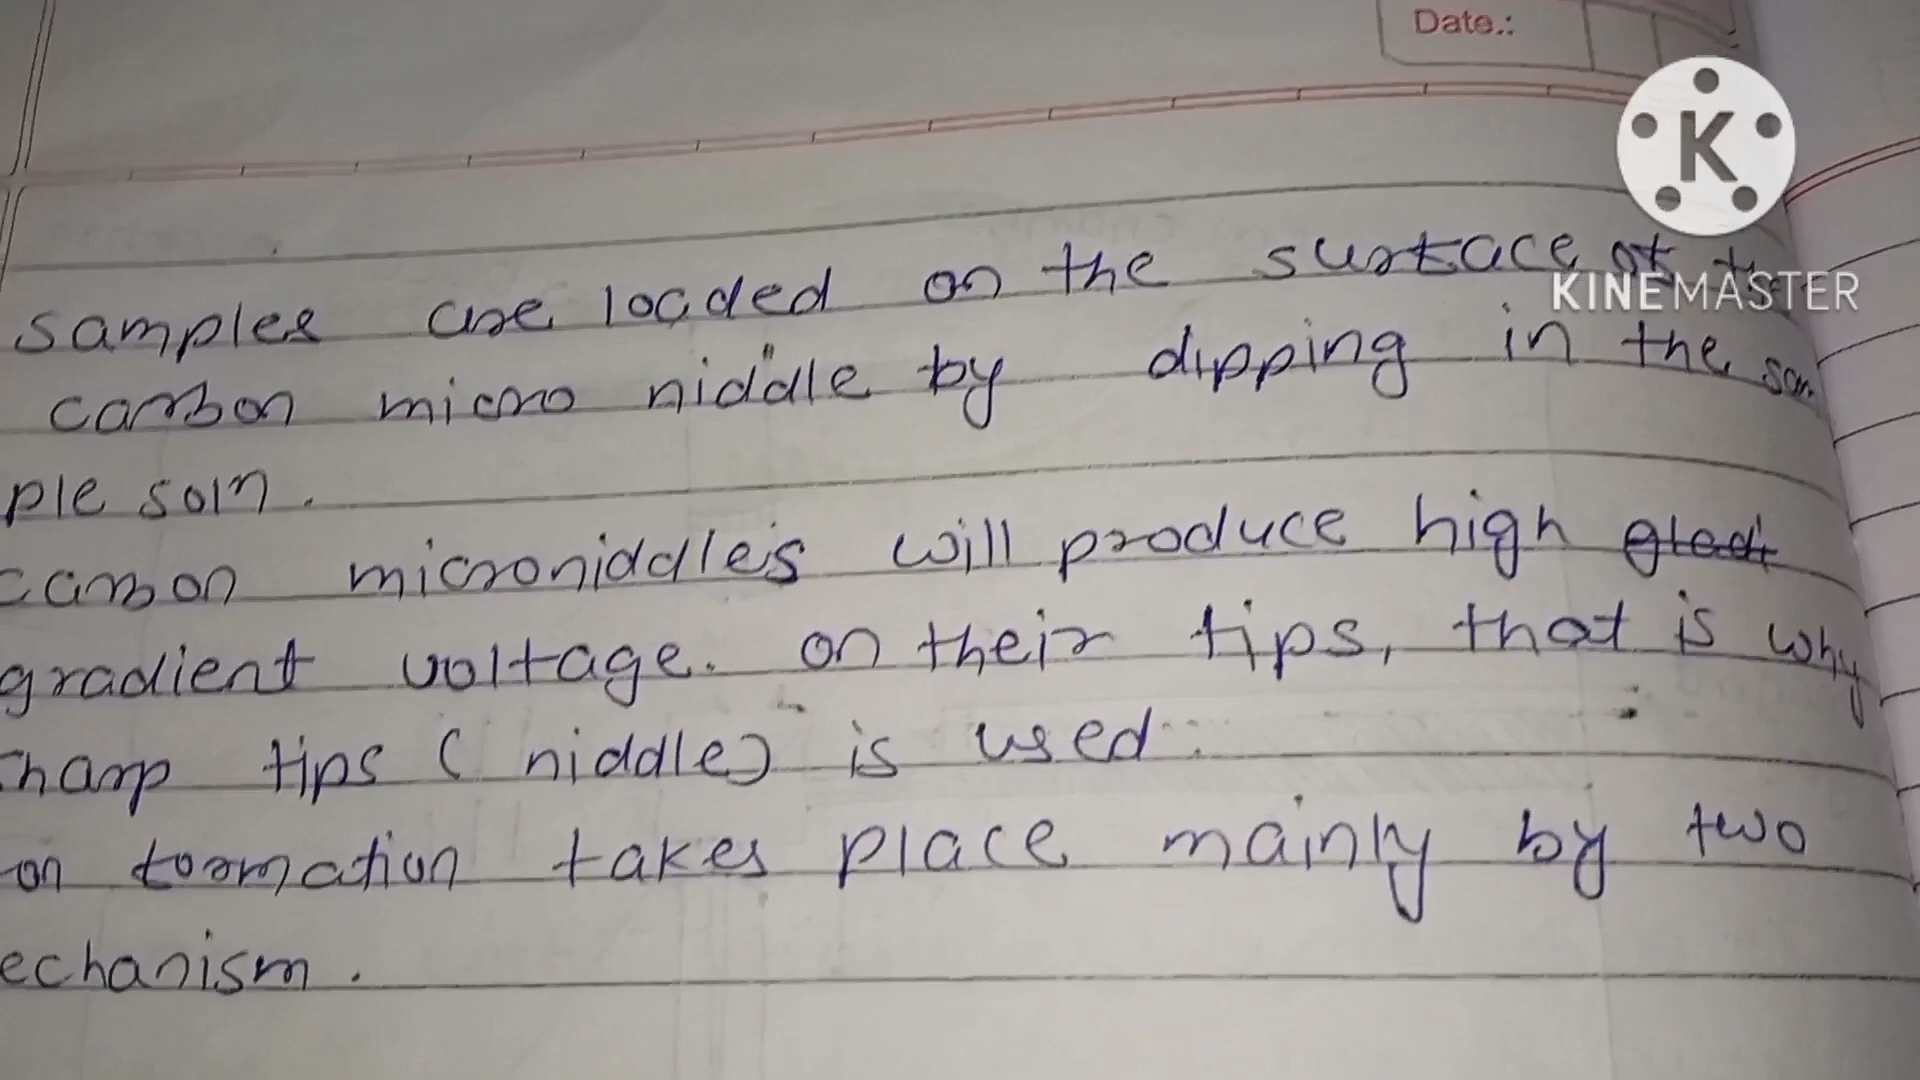 Date.:
K
KINEMASTER
samples are loaded on the surface of
carbon micro niddle by dipping in the sam
ple soln.
carbon microniddles will produce high gradi
gradient voltage. on their tips, that is why
sharp tips (niddle) is used.
on formation takes place mainly by two
echanism.